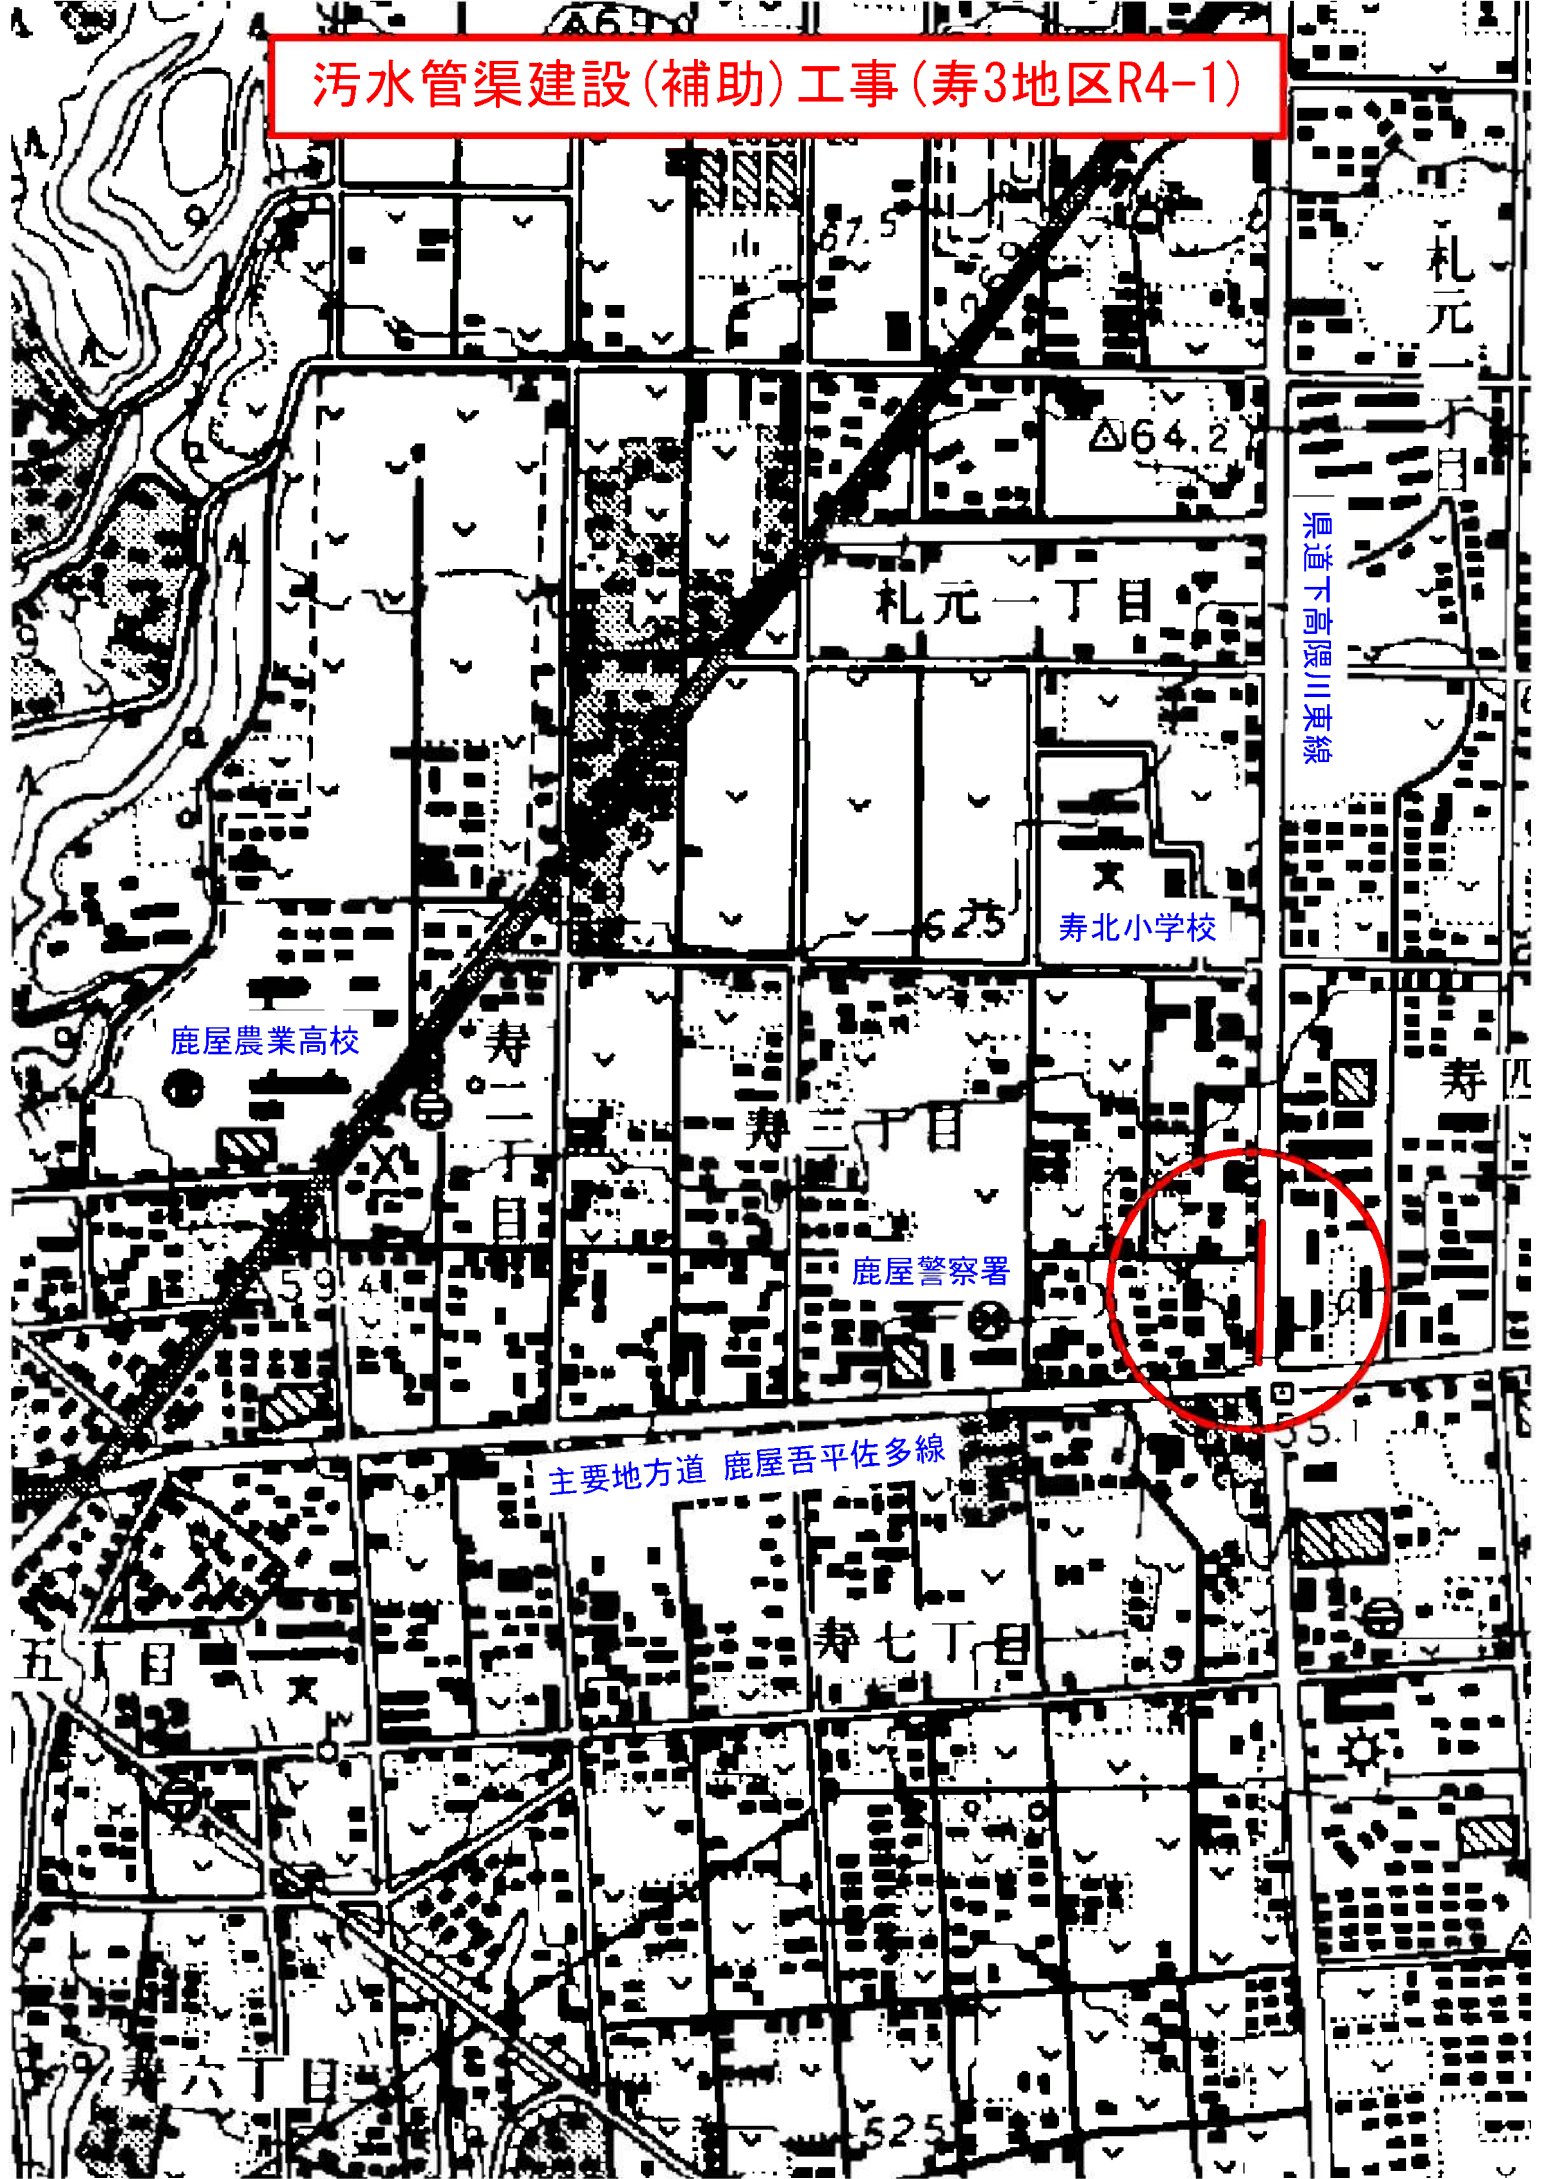 69.0
汚水管渠建設(補助)工事(寿3地区R4-1)
67.5
札元一丁目
64.2
県道下高隈川東線
札元一丁目
62.5
寿北小学校
鹿屋農業高校
寿二丁目
寿三丁目
寿四
鹿屋警察署
59.4
55.1
主要地方道 鹿屋吾平佐多線
寿七丁目
五丁目
寿六丁目
52.5